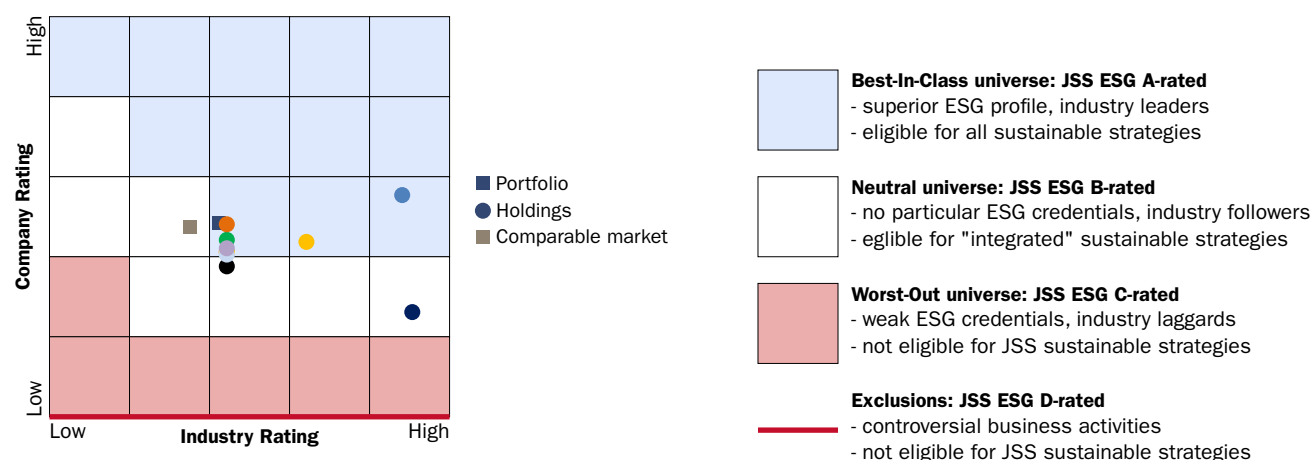 High
Company Rating
Low
Low
Industry Rating
High
Portfolio
Holdings
Comparable market
Best-In-Class universe: JSS ESG A-rated
- superior ESG profile, industry leaders
- eligible for all sustainable strategies
Neutral universe: JSS ESG B-rated
- no particular ESG credentials, industry followers
- eglible for "integrated" sustainable strategies
Worst-Out universe: JSS ESG C-rated
- weak ESG credentials, industry laggards
- not eligible for JSS sustainable strategies
Exclusions: JSS ESG D-rated
- controversial business activities
- not eligible for JSS sustainable strategies